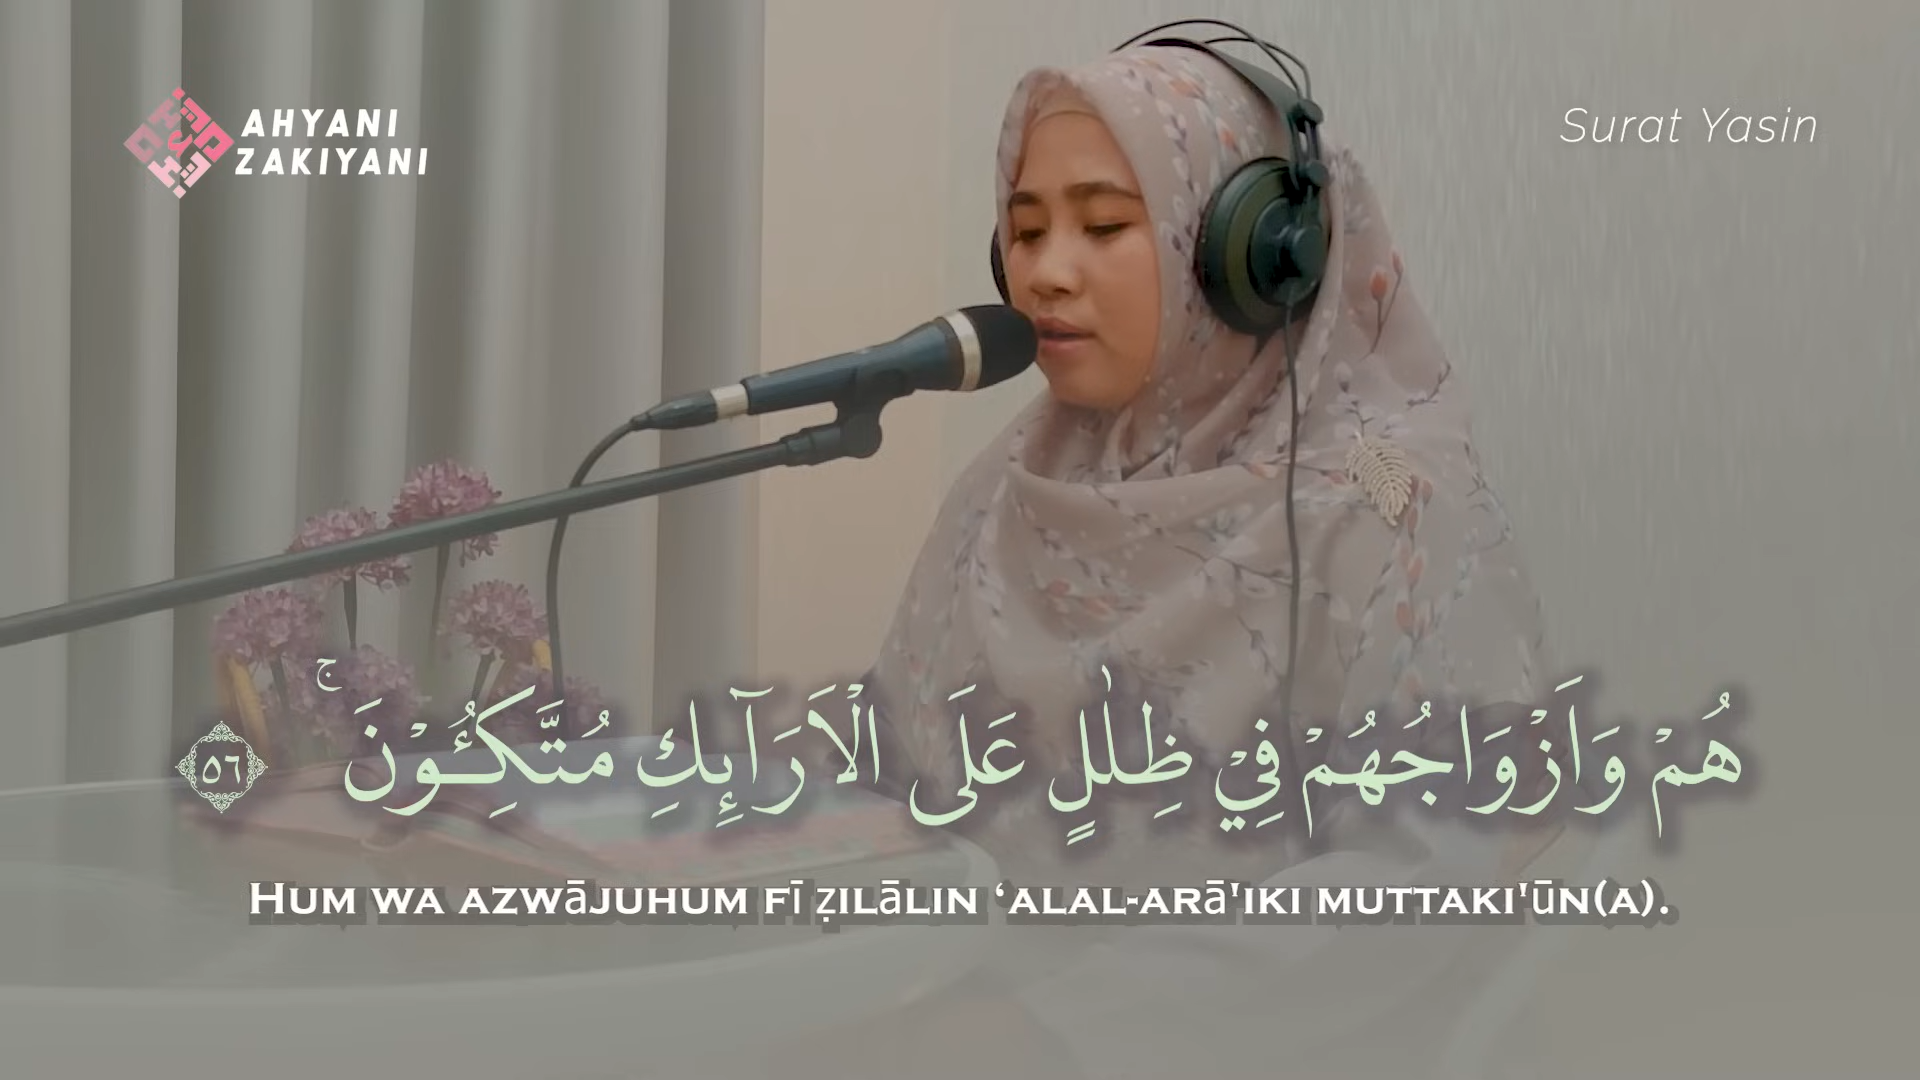 AHYANI
ZAKIYANI
Surat Yasin
هُمْ وَاَزْوَاجُهُمْ فِيْ ظِلٰلٍ عَلَى الْاَرَاۤىِٕكِ مُتَّكِـُٔوْنَ ۚ ٥٦
Hum wa azwājuhum fī ẓilālin ‘alal-arā'iki muttaki'ūn(a).